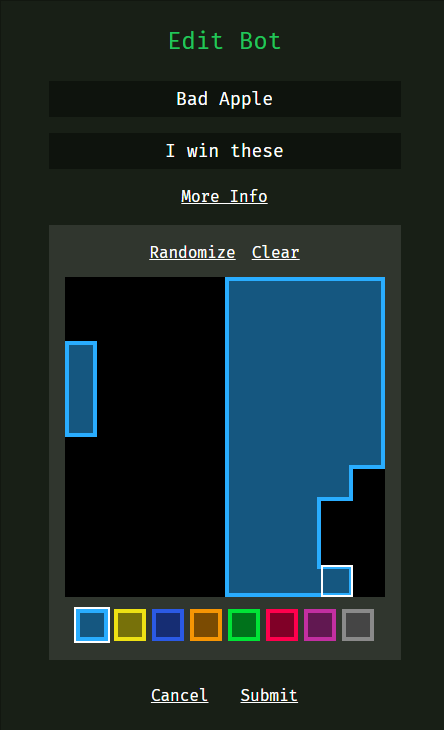 Edit Bot
Bad Apple
I win these
More Info
Randomize Clear
Cancel Submit